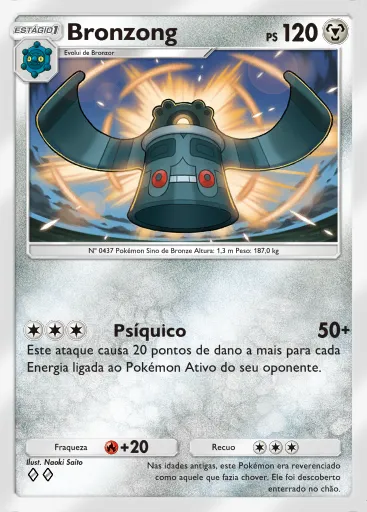 ESTÁGIO 1
Bronzong
PS 120
Evolui de Bronzor
Nº 0437 Pokémon Sino de Bronze Altura: 1,3 m Peso: 187,0 kg
Psíquico 50+
Este ataque causa 20 pontos de dano a mais para cada
Energia ligada ao Pokémon Ativo do seu oponente.
Fraqueza +20
Recuo
Ilust. Naoki Saito
Nas idades antigas, este Pokémon era reverenciado
como aquele que fazia chover. Ele foi descoberto
enterrado no chão.